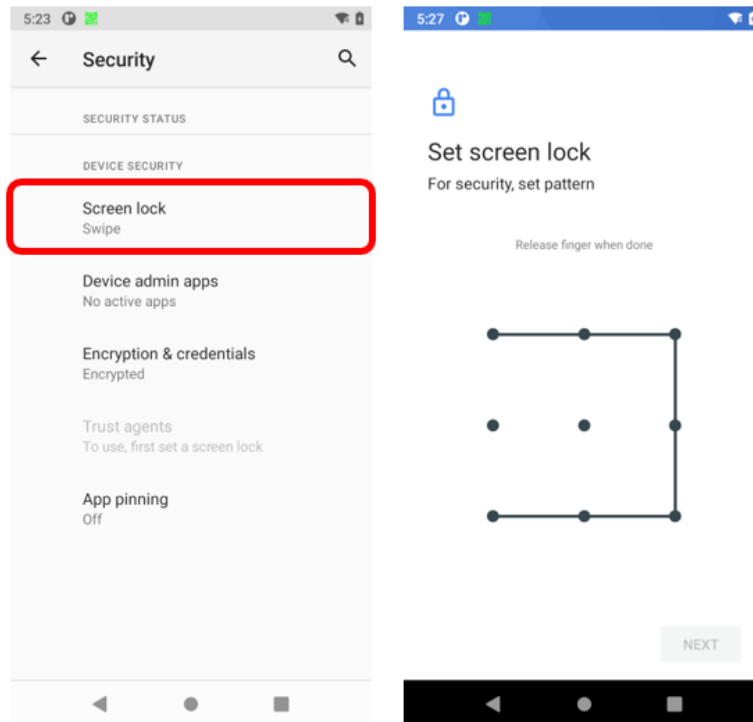 5:23
Security
SECURITY STATUS
DEVICE SECURITY
Screen lock
Swipe
Device admin apps
No active apps
Encryption & credentials
Encrypted
Trust agents
To use, first set a screen lock
App pinning
Off
5:27
Set screen lock
For security, set pattern
Release finger when done
NEXT